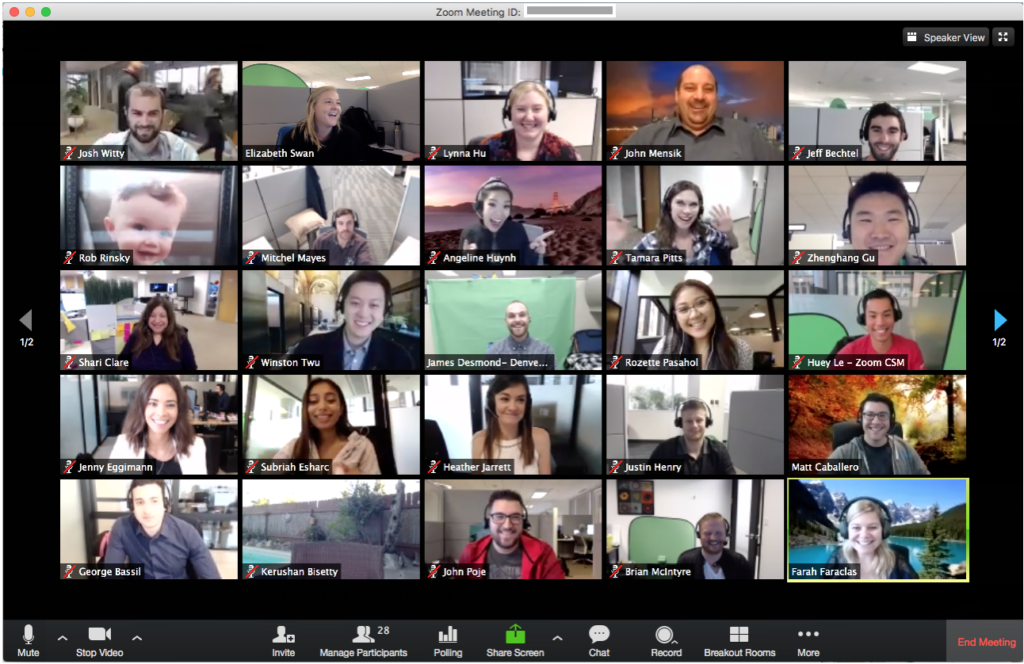 Zoom Meeting ID:
Speaker View
Josh Witty
Elizabeth Swan
Lynna Hu
John Mensik
Jeff Bechtel
Rob Rinsky
Mitchel Mayes
Angeline Huynh
Tamara Pitts
Zhenghang Gu
1/2
1/2
Shari Clare
Winston Twu
James Desmond- Denve...
Rozette Pasahol
Huey Le - Zoom CSM
Jenny Eggimann
Subriah Esharc
Heather Jarrett
Justin Henry
Matt Caballero
George Bassil
Kerushan Bisetty
John Poje
Brian McIntyre
Farah Faraclas
28
Mute
Stop Video
Invite
Manage Participants
Polling
Share Screen
Chat
Record
Breakout Rooms
More
End Meeting